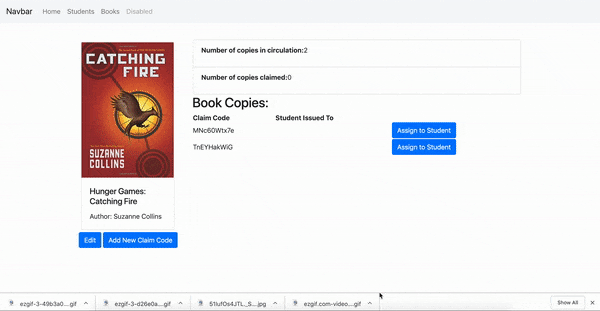 Navbar Home Students Books Disabled
CATCHING
FIRE
SUZANNE
COLLINS
Hunger Games:
Catching Fire
Author: Suzanne Collins
Edit Add New Claim Code
Number of copies in circulation:2
Number of copies claimed:0
Book Copies:
Claim Code Student Issued To
MNc60Wtx7e Assign to Student
TnEYHakWiG Assign to Student
ezgif-3-49b3a0....gif ezgif-3-d26e0a....gif 51IufOs4JTL._S....jpg ezgif.com-video....gif Show All